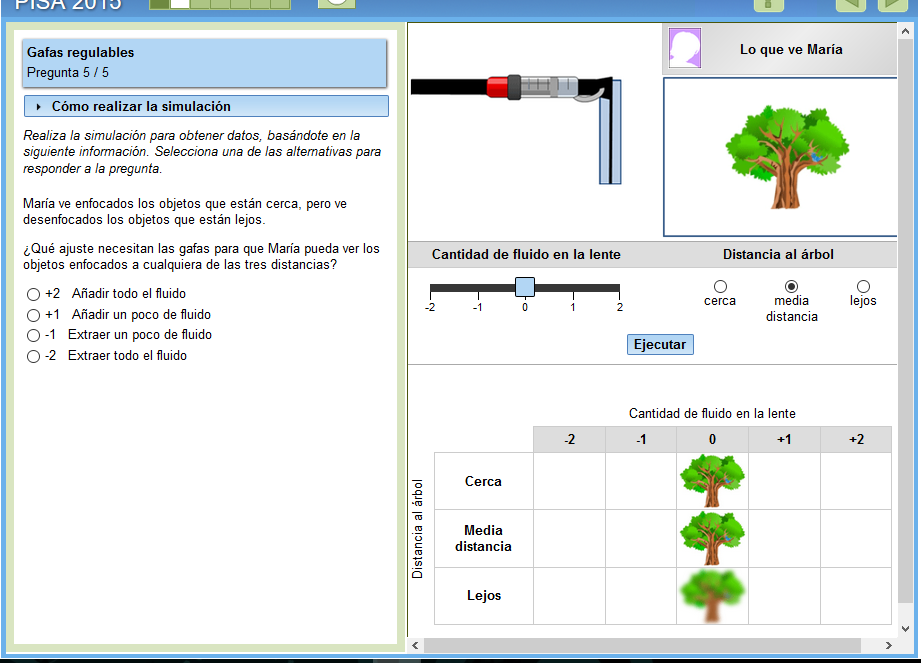 PISA 2015
Gafas regulables
Pregunta 5 / 5
Cómo realizar la simulación
Realiza la simulación para obtener datos, basándote en la
siguiente información. Selecciona una de las alternativas para
responder a la pregunta.
María ve enfocados los objetos que están cerca, pero ve
desenfocados los objetos que están lejos.
¿Qué ajuste necesitan las gafas para que María pueda ver los
objetos enfocados a cualquiera de las tres distancias?
+2 Añadir todo el fluido
+1 Añadir un poco de fluido
-1 Extraer un poco de fluido
-2 Extraer todo el fluido
Lo que ve María
Cantidad de fluido en la lente
-2 -1 0 1 2
Distancia al árbol
cerca
media
distancia
lejos
Ejecutar
Cantidad de fluido en la lente
-2 -1 0 +1 +2
Distancia al árbol
Cerca
Media
distancia
Lejos